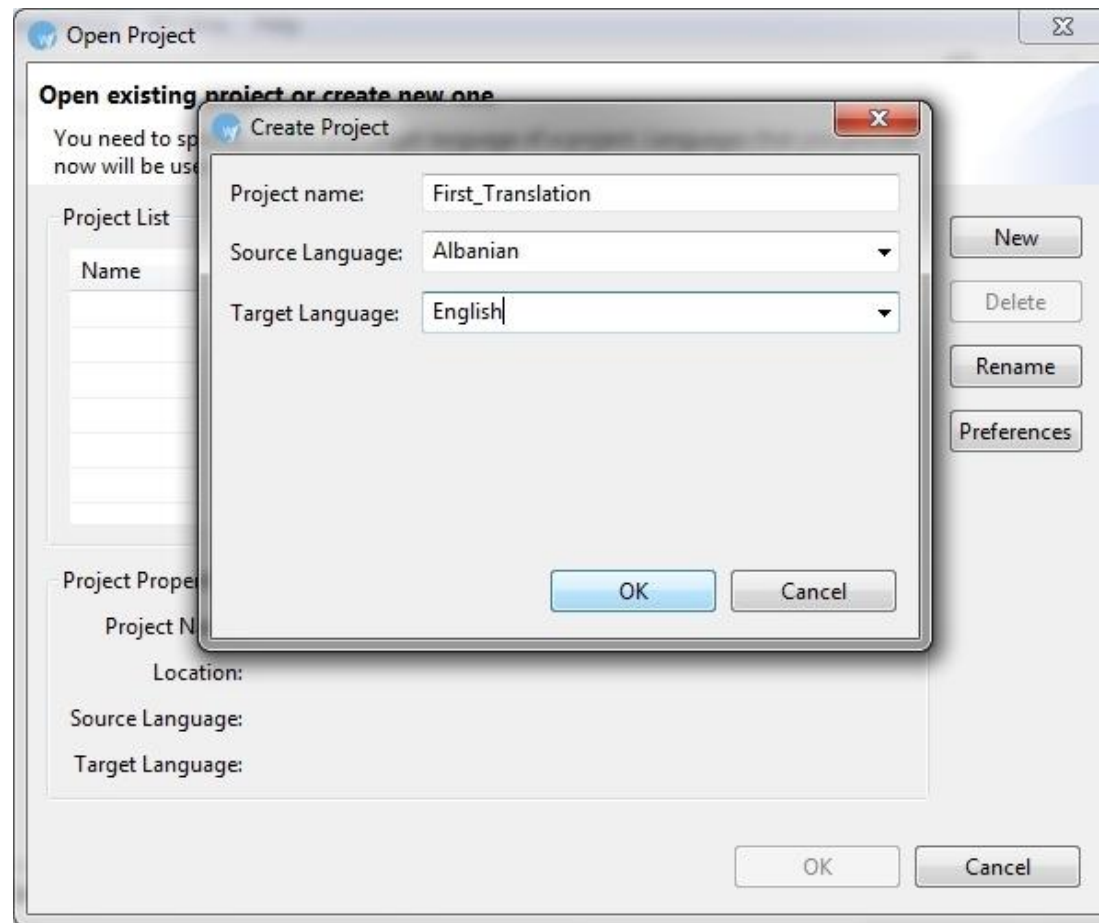 Help
Open Project
Open existing project or create new one
You need to sp
now will be use
Project List
Name
New
Delete
Rename
Preferences
Create Project
Project name: First_Translation
Source Language: Albanian
Target Language: English
OK Cancel
Project Proper
Project N
Location:
Source Language:
Target Language:
OK Cancel